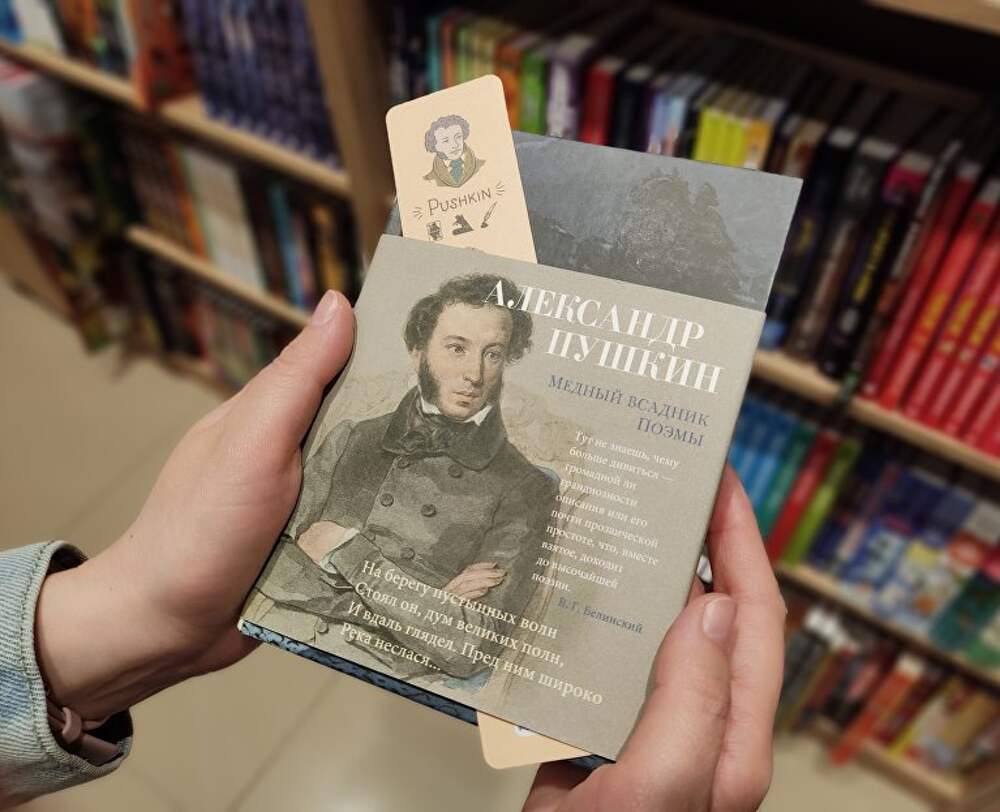 PUSHKIN
АЛЕКСАНДР
ПУШКИН
МЕДНЫЙ ВСАДНИК
ПОЭМЫ
Тут не знаешь, чему
больше дивиться —
громадной ли
грандиозности
описания или его
почти прозаической
простоте, что, вместе
взятое, доходит
до высочайшей
поэзии.
В. Г. Белинский
На берегу пустынных волн
Стоял он, дум великих полн,
И вдаль глядел. Пред ним широко
Река неслася...